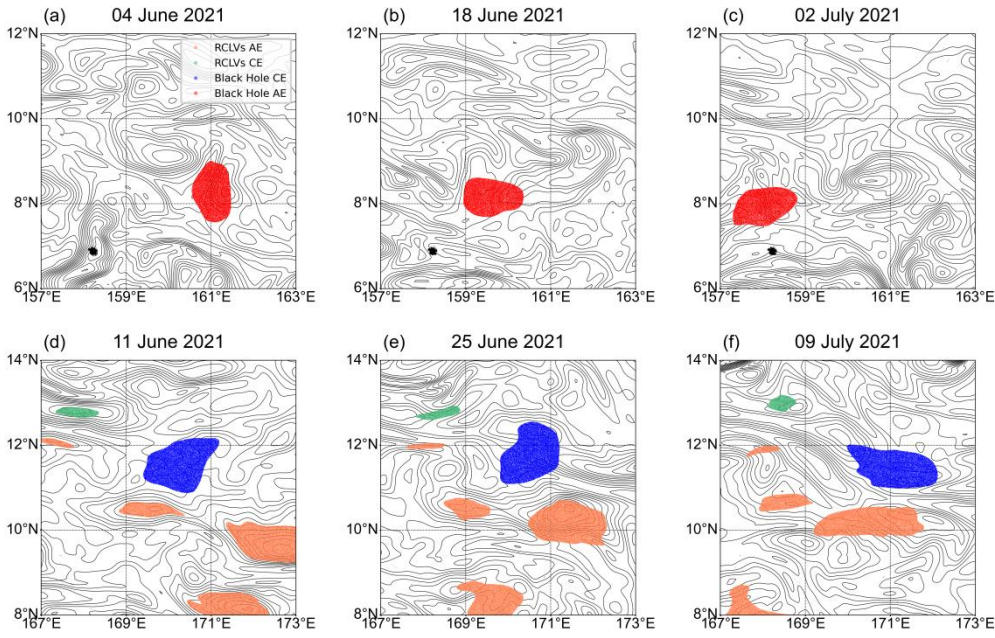 (a) 04 June 2021
(b) 18 June 2021
(c) 02 July 2021
12°N
10°N
8°N
6°N
157°E 159°E 161°E 163°E
RCLVs AE
RCLVs CE
Black Hole CE
Black Hole AE
12°N
10°N
8°N
6°N
157°E 159°E 161°E 163°E
12°N
10°N
8°N
6°N
157°E 159°E 161°E 163°E
(d) 11 June 2021
(e) 25 June 2021
(f) 09 July 2021
14°N
12°N
10°N
8°N
167°E 169°E 171°E 173°E
14°N
12°N
10°N
8°N
167°E 169°E 171°E 173°E
14°N
12°N
10°N
8°N
167°E 169°E 171°E 173°E